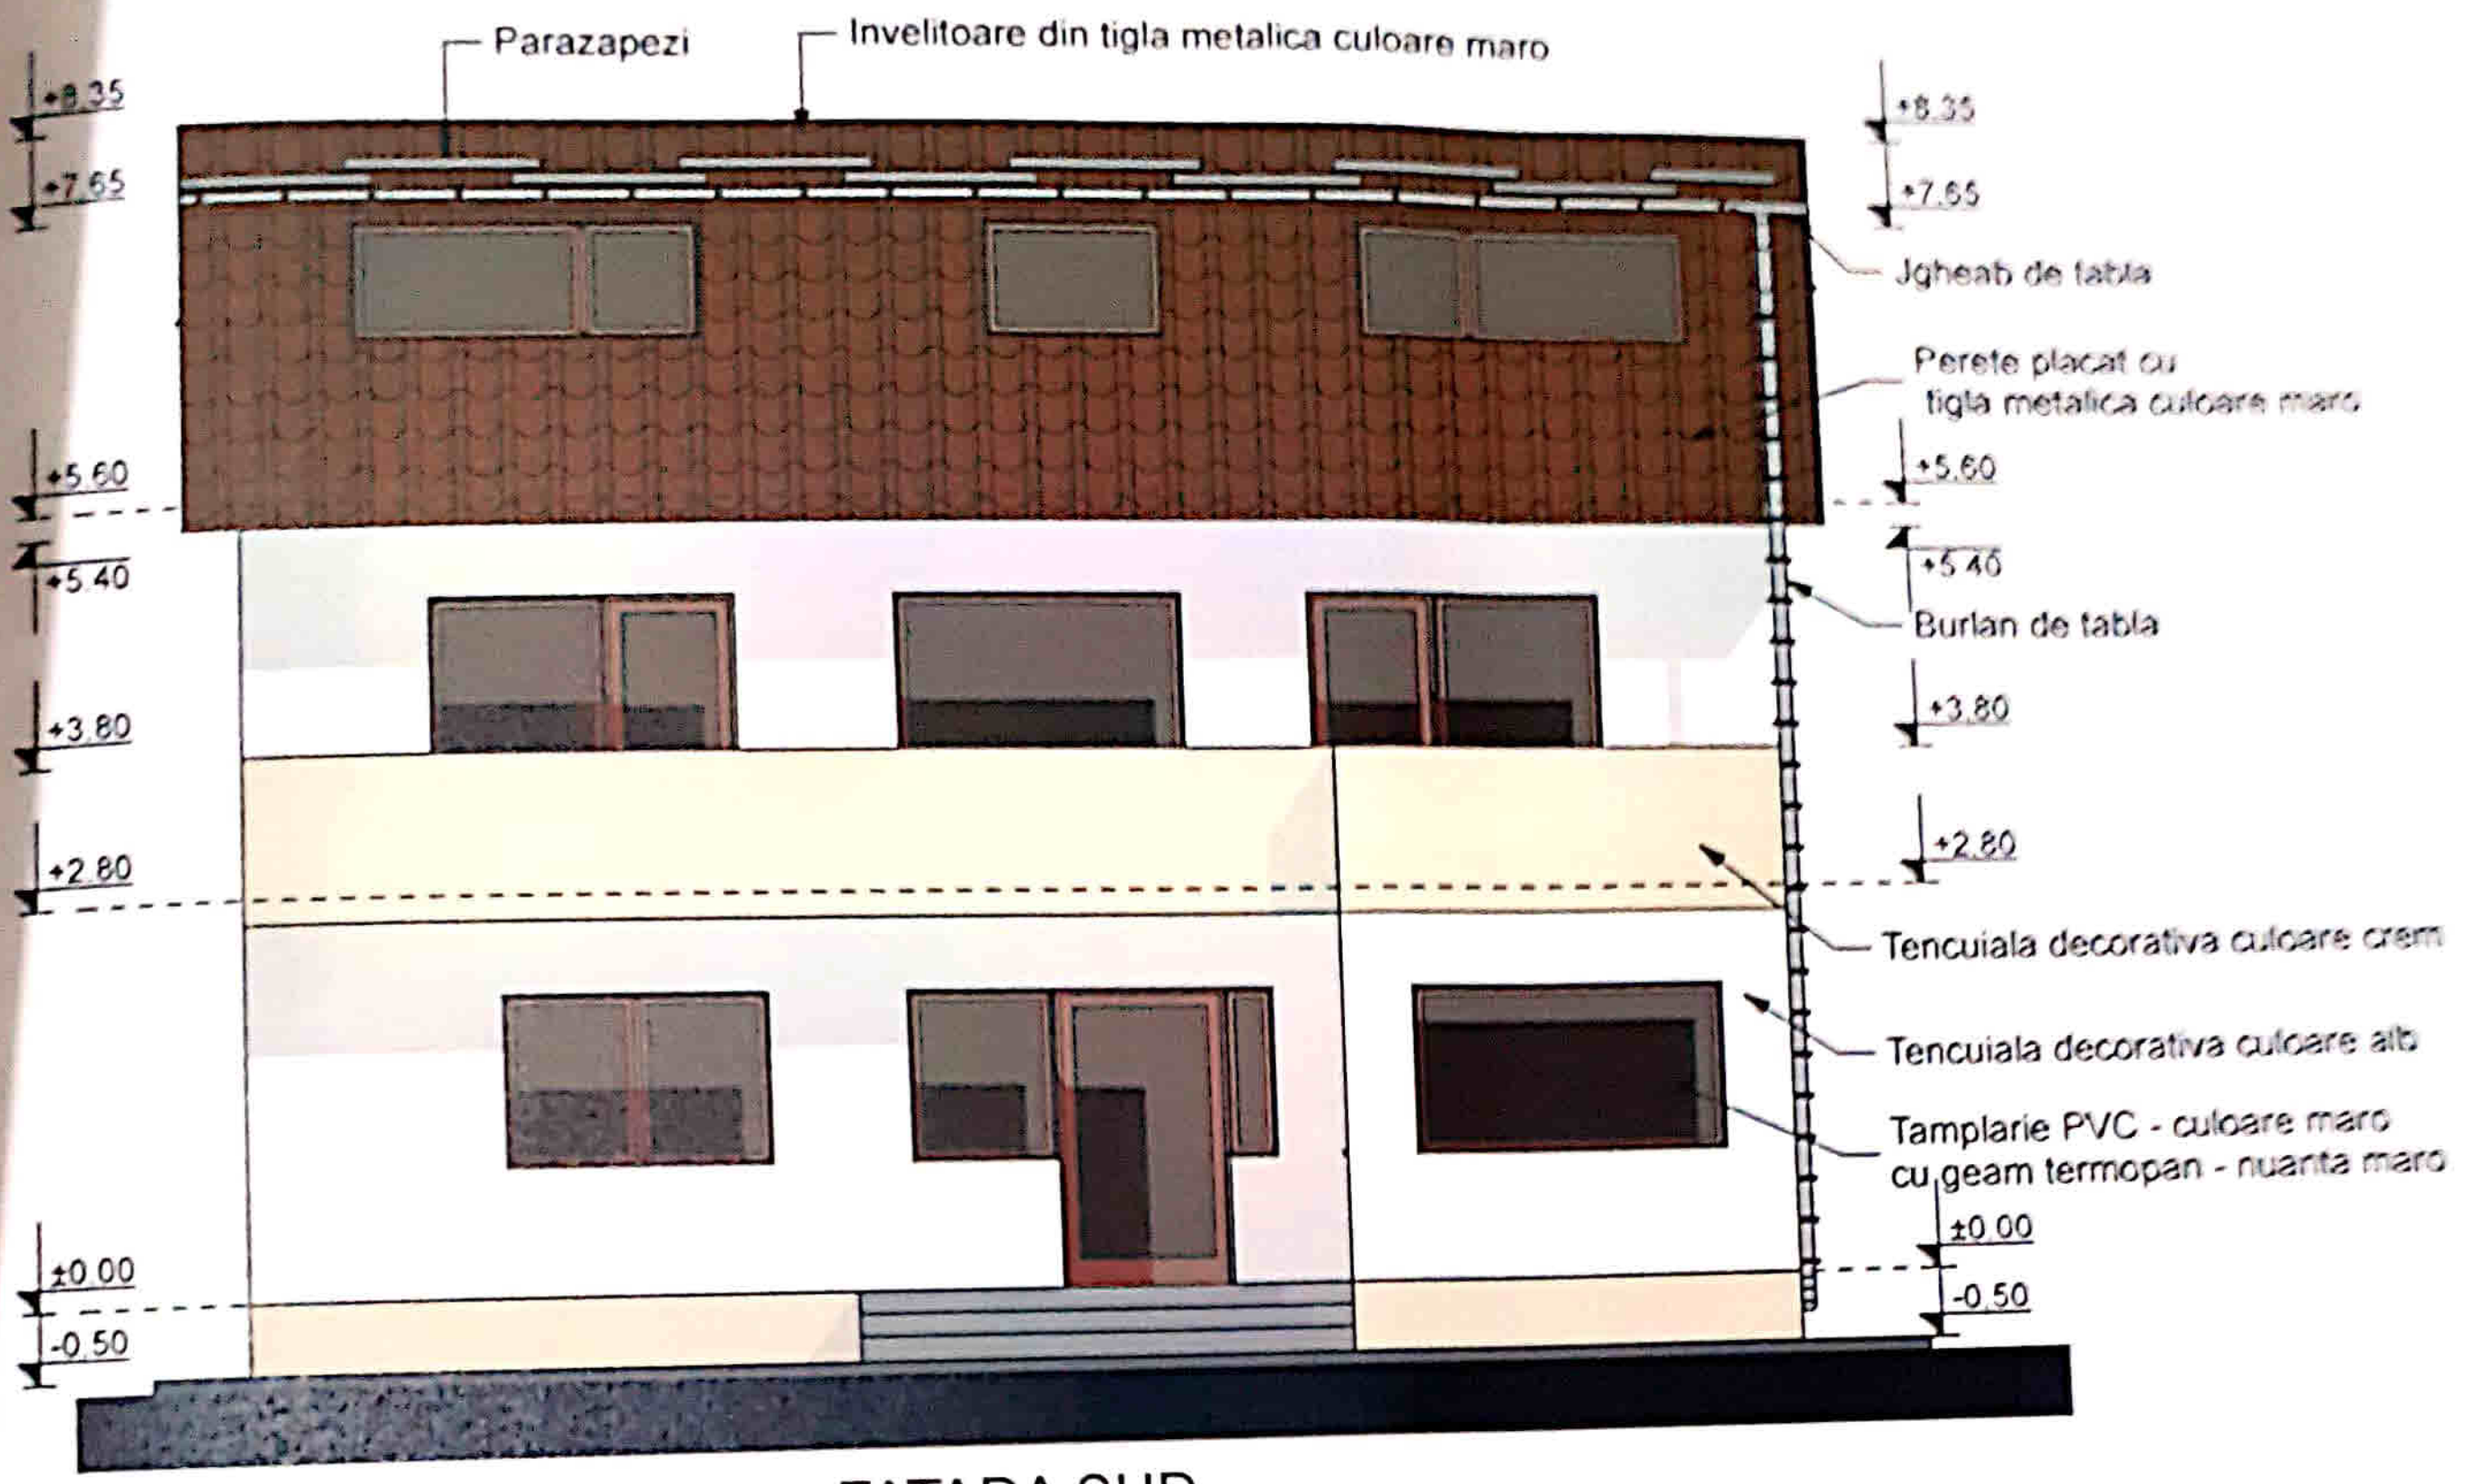 Parazapezi
Invelitoare din tigla metalica culoare maro
+8.35
+7.65
+5.60
+5.40
+3.80
+2.80
±0.00
-0.50
+8.35
+7.65
Jgheab de tabla
Perete placat cu
tigla metalica culoare maro
+5.60
+5.40
Burlan de tabla
+3.80
+2.80
Tencuiala decorativa culoare crem
Tencuiala decorativa culoare alb
Tamplarie PVC - culoare maro
cu geam termopan - nuanta maro
±0.00
-0.50
FATADA SUD